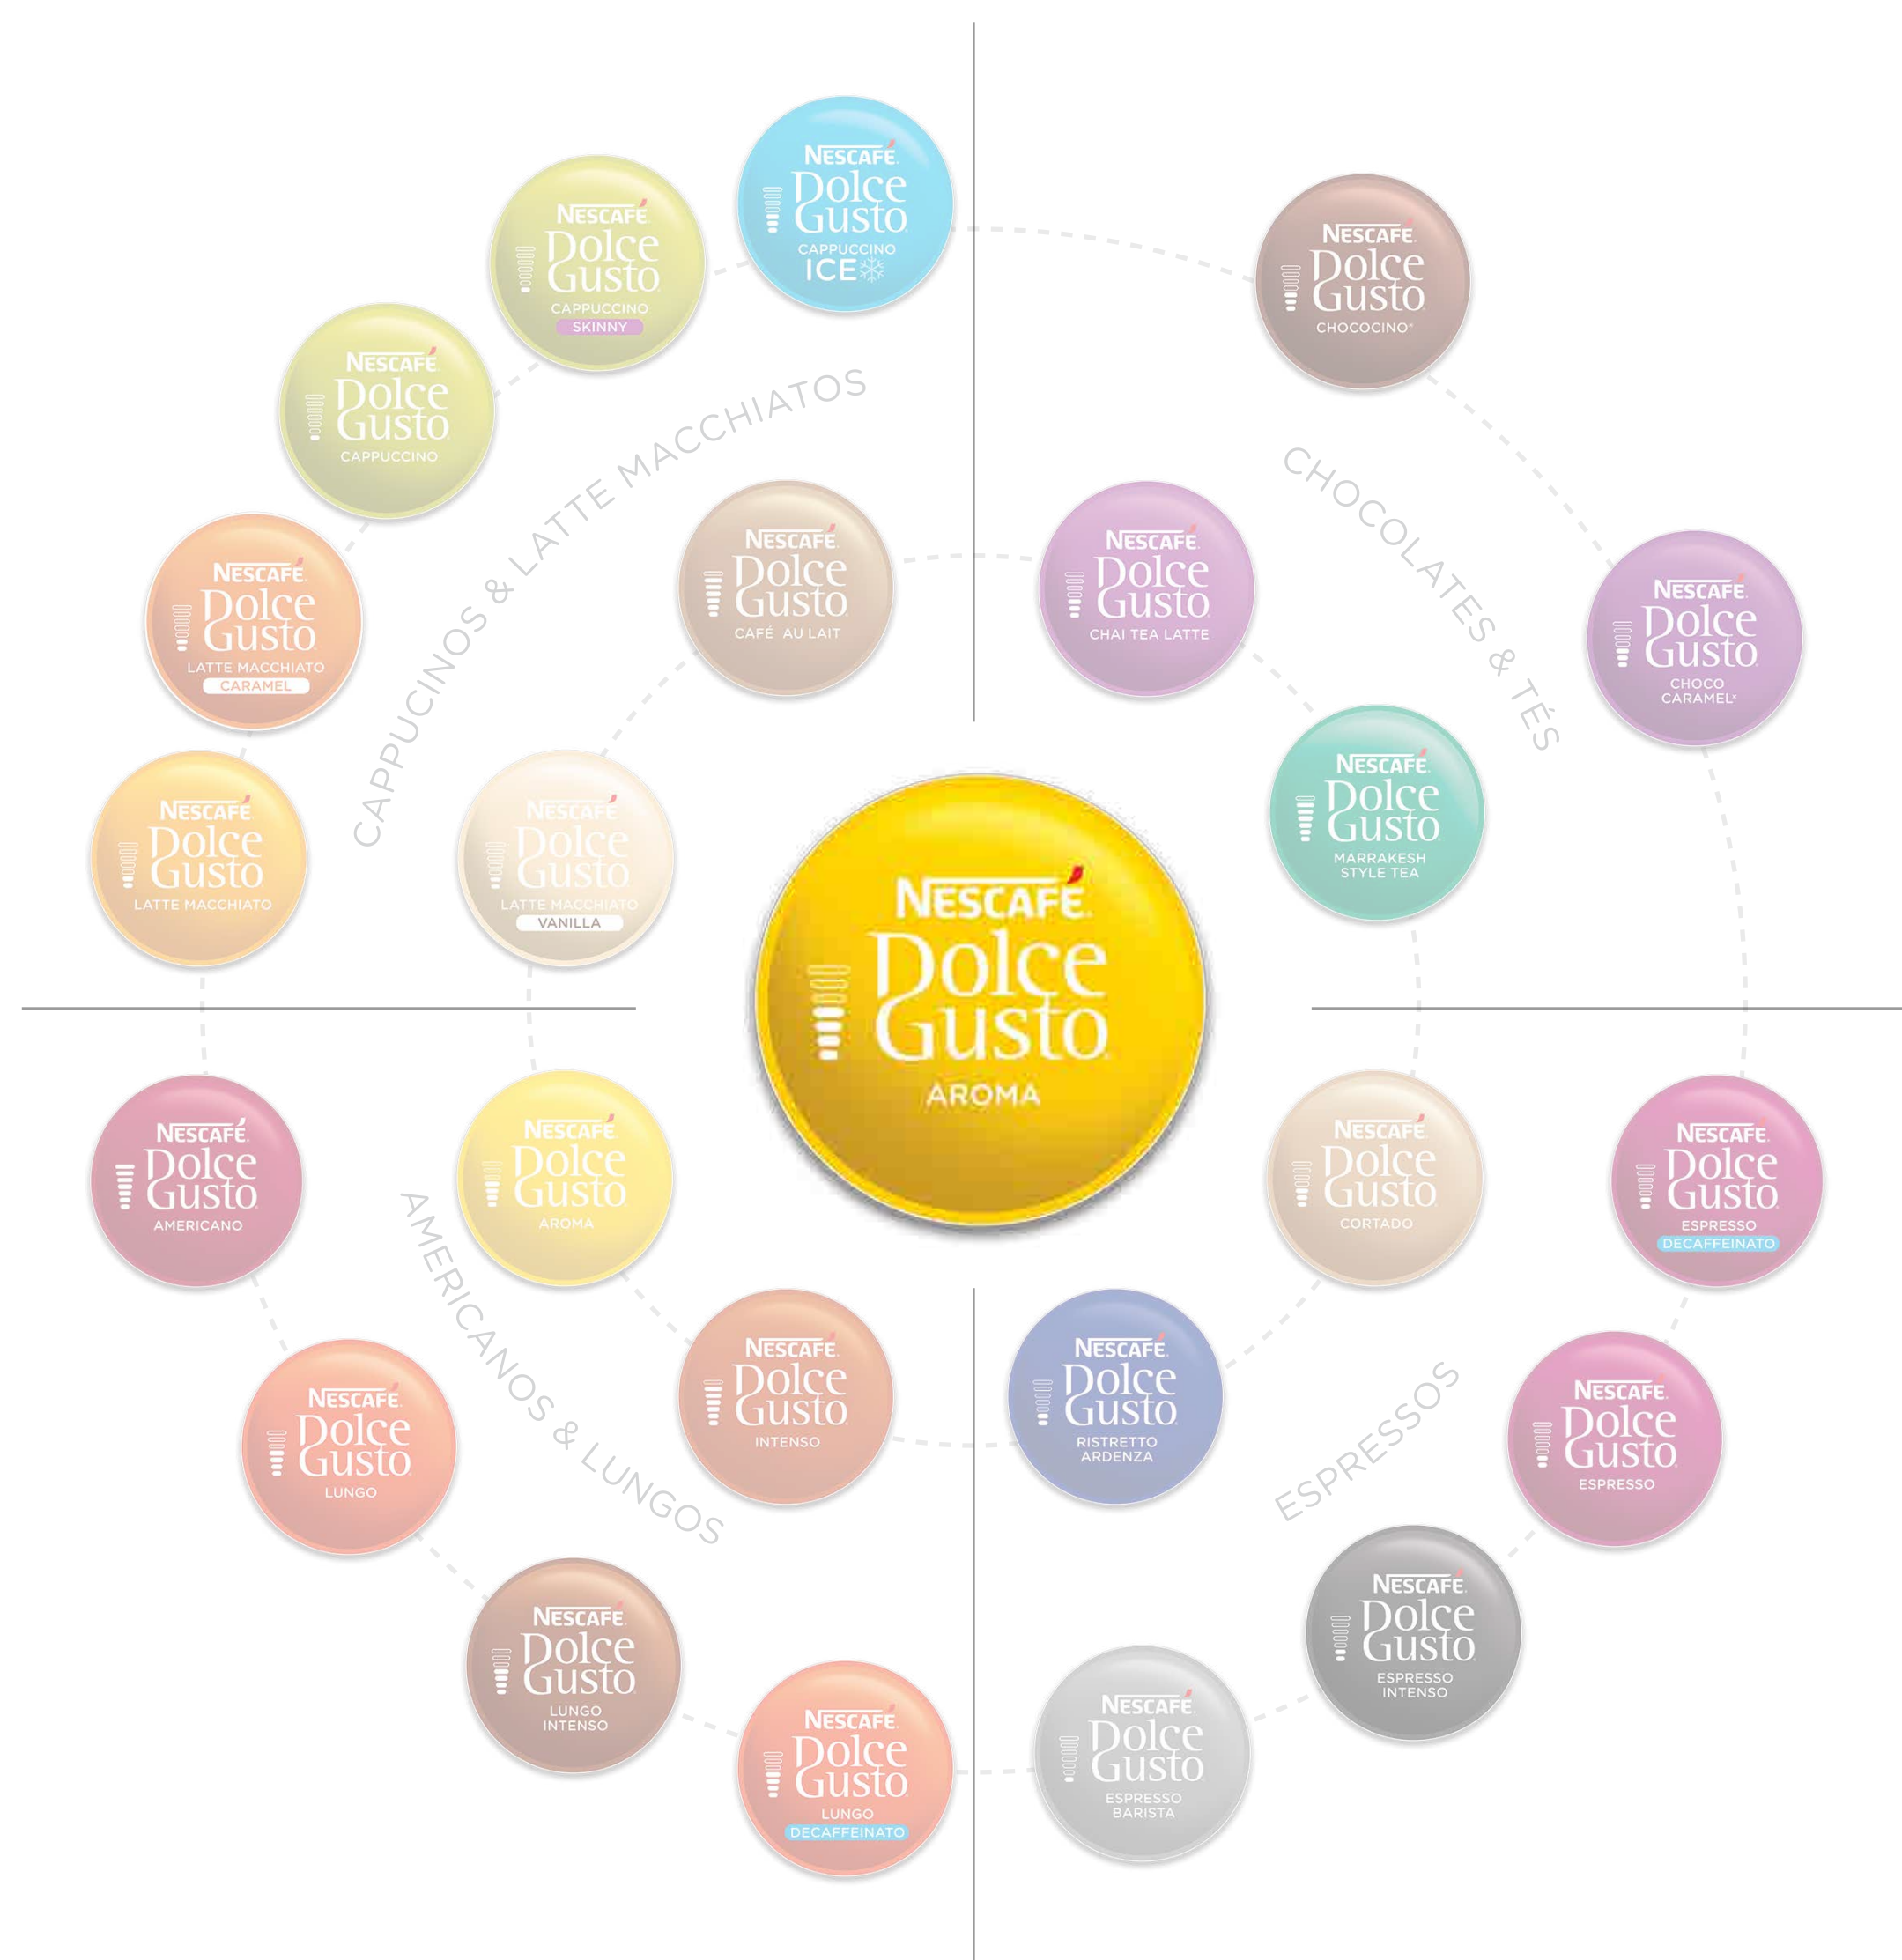 NESCAFÉ.
Dolce
Gusto
CAPPUCCINO
ICE
NESCAFÉ.
Dolce
Gusto
CAPPUCCINO
SKINNY
NESCAFÉ.
Dolce
Gusto
CAPPUCCINO
NESCAFÉ.
Dolce
Gusto
LATTE MACCHIATO
CARAMEL
NESCAFÉ.
Dolce
Gusto
LATTE MACCHIATO
CAPPUCINOS & LATTE MACCHIATOS
NESCAFÉ.
Dolce
Gusto
CAFÉ AU LAIT
NESCAFÉ.
Dolce
Gusto
LATTE MACCHIATO
VANILLA
NESCAFÉ.
Dolce
Gusto
CHOCOCINO®
NESCAFÉ.
Dolce
Gusto
CHOCO
CARAMEL*
CHOCOLATES & TÉS
NESCAFÉ.
Dolce
Gusto
CHAI TEA LATTE
NESCAFÉ.
Dolce
Gusto
MARRAKESH
STYLE TEA
NESCAFÉ.
Dolce
Gusto
AROMA
NESCAFÉ.
Dolce
Gusto
AMERICANO
NESCAFÉ.
Dolce
Gusto
AROMA
AMERICANOS & LUNGOS
NESCAFÉ.
Dolce
Gusto
INTENSO
NESCAFÉ.
Dolce
Gusto
LUNGO
NESCAFÉ.
Dolce
Gusto
LUNGO
INTENSO
NESCAFÉ.
Dolce
Gusto
LUNGO
DECAFFEINATO
NESCAFÉ.
Dolce
Gusto
CORTADO
NESCAFÉ.
Dolce
Gusto
ESPRESSO
DECAFFEINATO
NESCAFÉ.
Dolce
Gusto
RISTRETTO
ARDENZA
ESPRESSOS
NESCAFÉ.
Dolce
Gusto
ESPRESSO
NESCAFÉ.
Dolce
Gusto
ESPRESSO
INTENSO
NESCAFÉ.
Dolce
Gusto
ESPRESSO
BARISTA